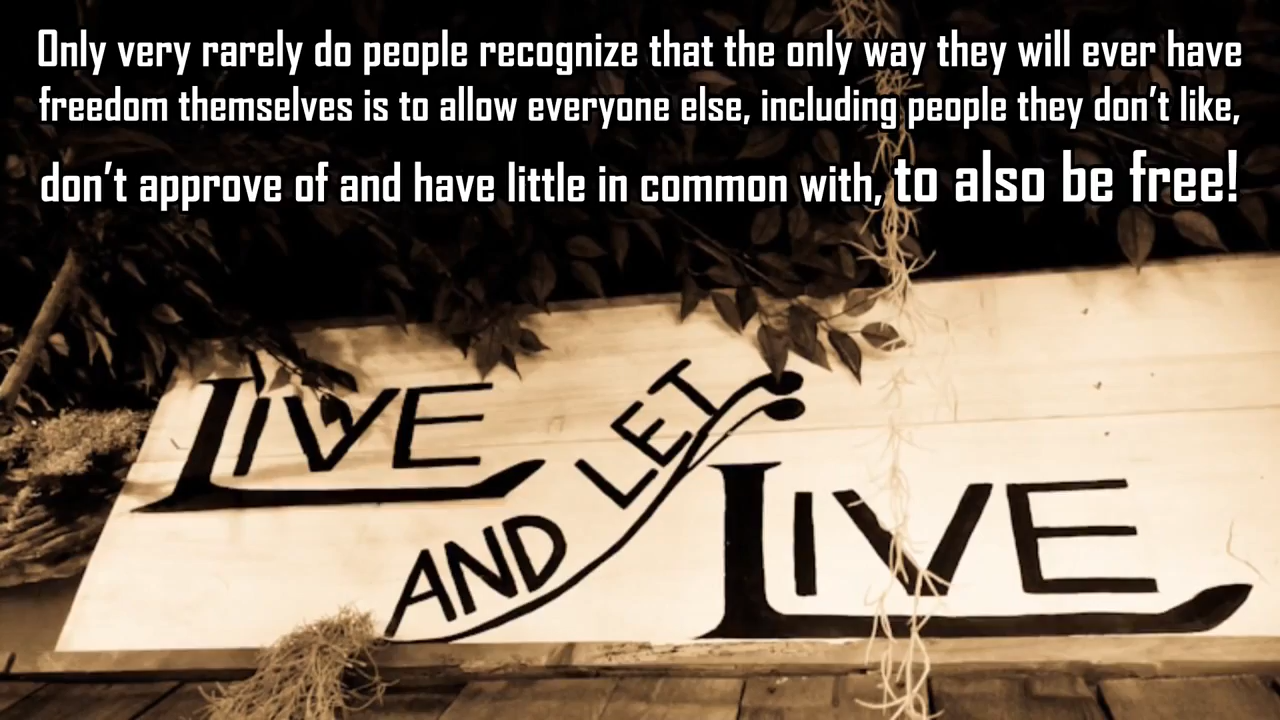 Only very rarely do people recognize that the only way they will ever have
freedom themselves is to allow everyone else, including people they don't like,
don't approve of and have little in common with, to also be free!
LIVE
AND LET
LIVE